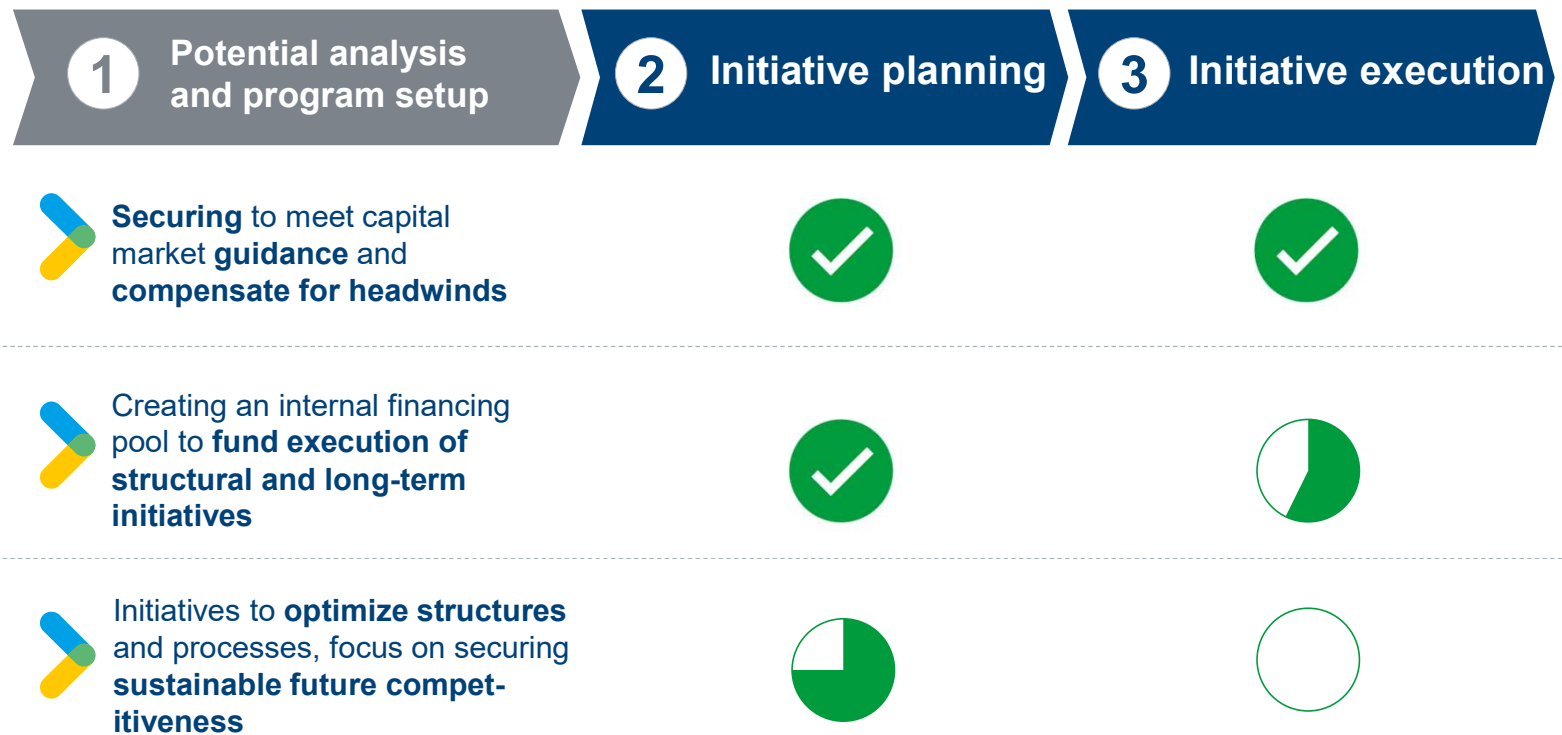 1
Potential analysis
and program setup
2
Initiative planning
3
Initiative execution
Securing to meet capital
market guidance and
compensate for headwinds
Creating an internal financing
pool to fund execution of
structural and long-term
initiatives
Initiatives to optimize structures
and processes, focus on securing
sustainable future compet-
itiveness